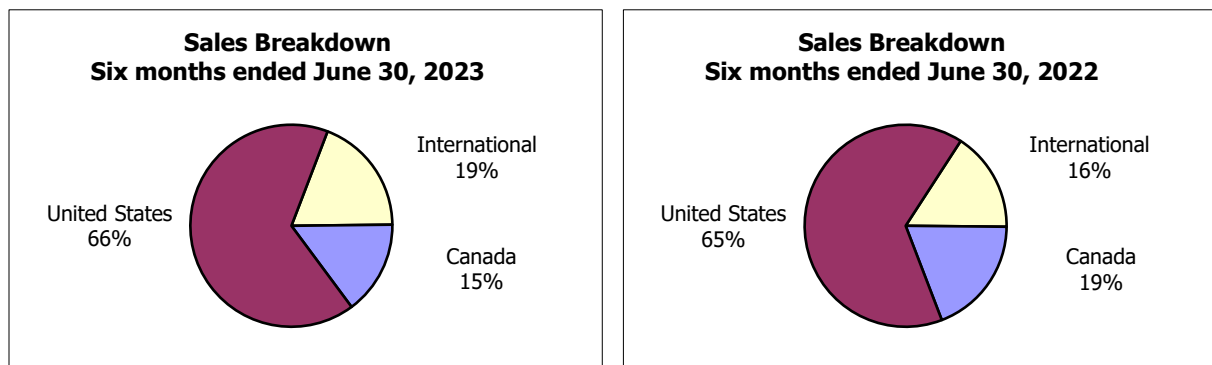 Sales Breakdown
Six months ended June 30, 2023
International
19%
United States
66%
Canada
15%
Sales Breakdown
Six months ended June 30, 2022
International
16%
United States
65%
Canada
19%